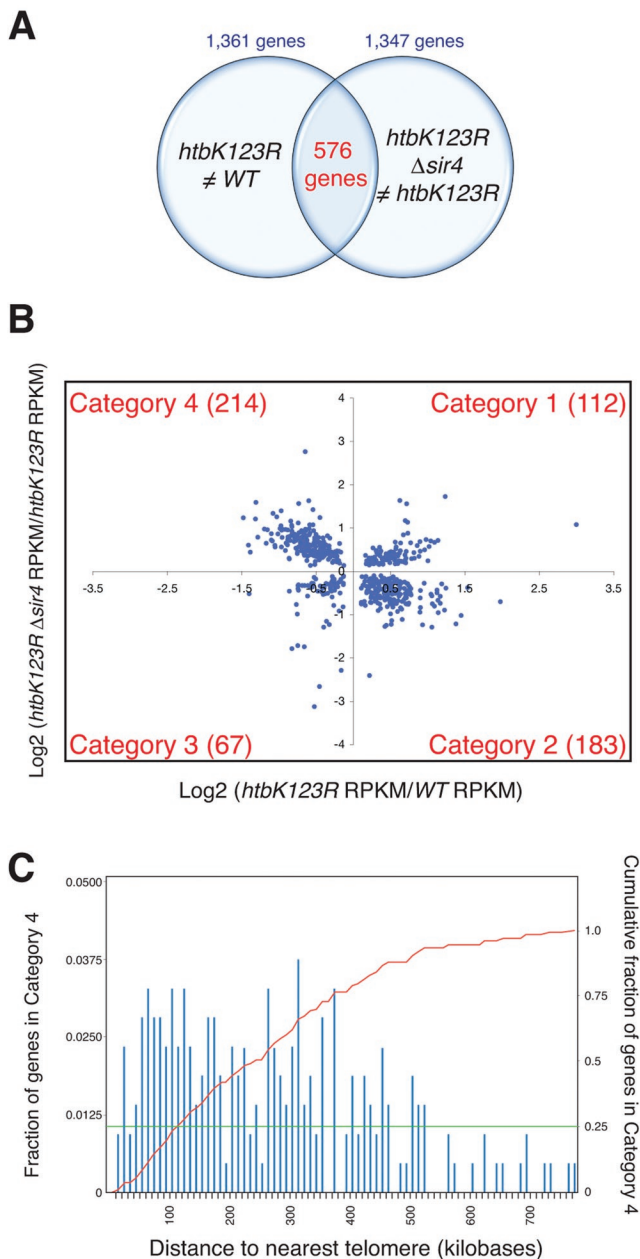 A
1,361 genes
1,347 genes
htbK123R
≠ WT
576
genes
htbK123R
Δsir4
≠ htbK123R
B
Category 4 (214)
Category 1 (112)
4
3
2
1
0
-1
-2
-3
-4
-3.5
-2.5
-1.5
-0.5
0.5
1.5
2.5
3.5
Category 3 (67)
Category 2 (183)
Log2 (htbK123R Δsir4 RPKM/htbK123R RPKM)
Log2 (htbK123R RPKM/WT RPKM)
C
Fraction of genes in Category 4
0.0500
0.0375
0.0250
0.0125
0
Cumulative fraction of
genes in Category 4
1.0
0.75
0.5
0.25
0
100
200
300
400
500
600
700
Distance to nearest telomere (kilobases)